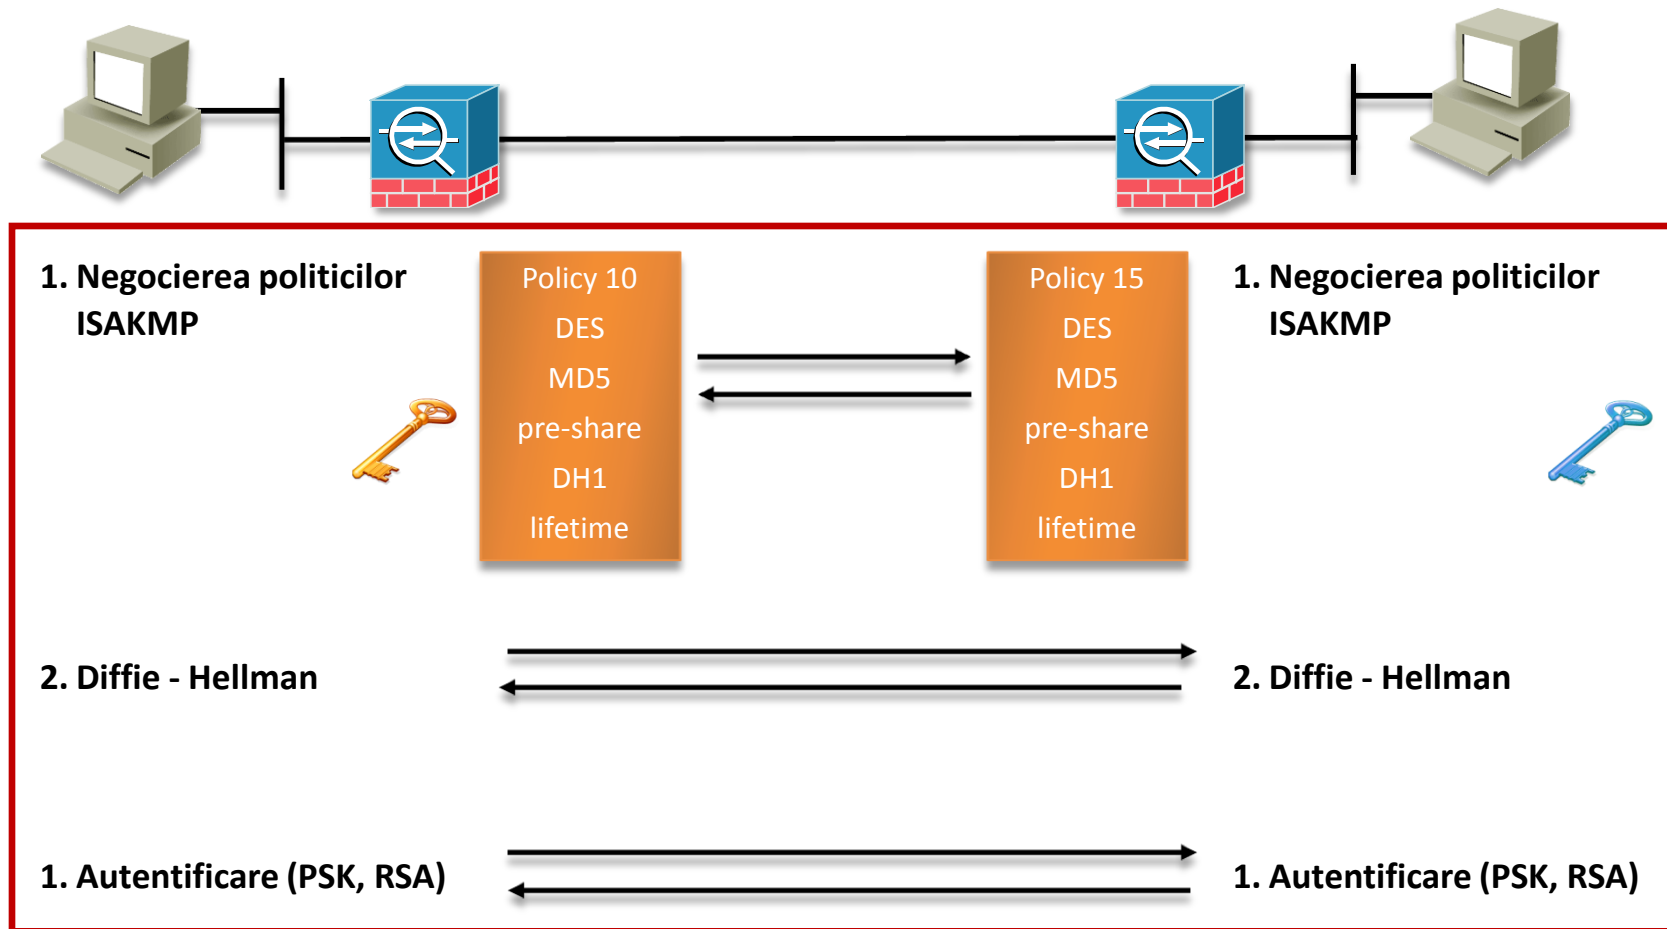 1. Negocierea politicilor
ISAKMP
Policy 10
DES
MD5
pre-share
DH1
lifetime
Policy 15
DES
MD5
pre-share
DH1
lifetime
1. Negocierea politicilor
ISAKMP
2. Diffie - Hellman
2. Diffie - Hellman
1. Autentificare (PSK, RSA)
1. Autentificare (PSK, RSA)